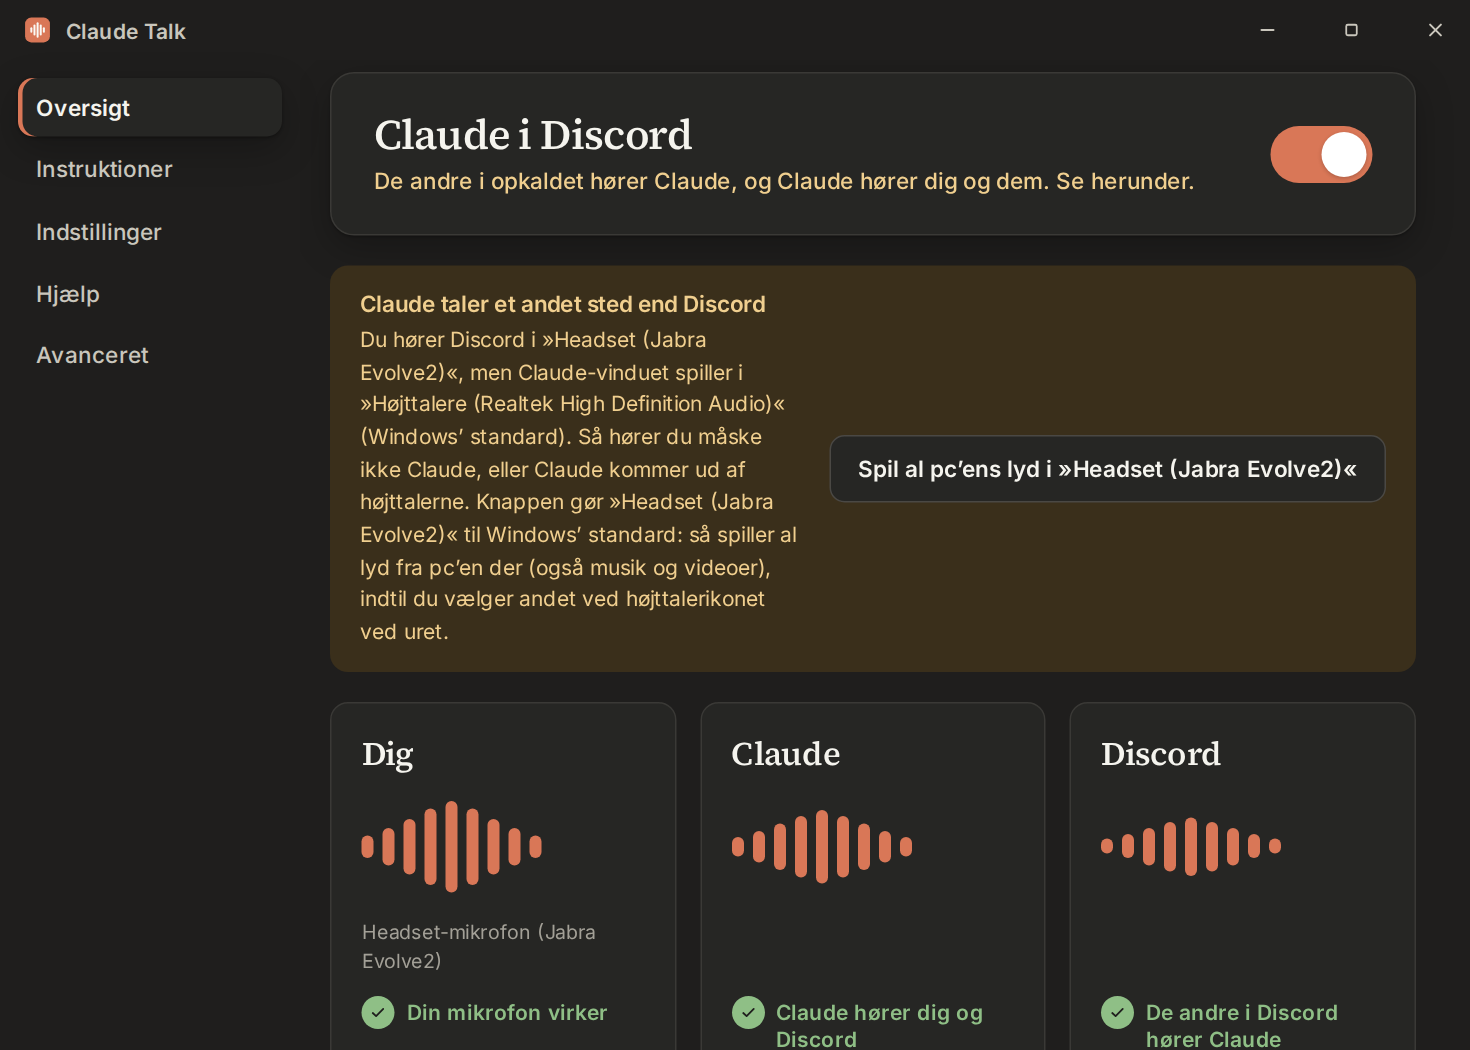 Claude Talk
Oversigt
Instruktioner
Indstillinger
Hjælp
Avanceret
Claude i Discord
De andre i opkaldet hører Claude, og Claude hører dig og dem. Se herunder.
Claude taler et andet sted end Discord
Du hører Discord i »Headset (Jabra
Evolve2)«, men Claude-vinduet spiller i
»Højttalere (Realtek High Definition Audio)«
(Windows’ standard). Så hører du måske
ikke Claude, eller Claude kommer ud af
højttalerne. Knappen gør »Headset (Jabra
Evolve2)« til Windows’ standard: så spiller al
lyd fra pc’en der (også musik og videoer),
indtil du vælger andet ved højttalerikonet
ved uret.
Spil al pc’ens lyd i »Headset (Jabra Evolve2)«
Dig
Headset-mikrofon (Jabra
Evolve2)
Din mikrofon virker
Claude
Claude hører dig og
Discord
Discord
De andre i Discord
hører Claude